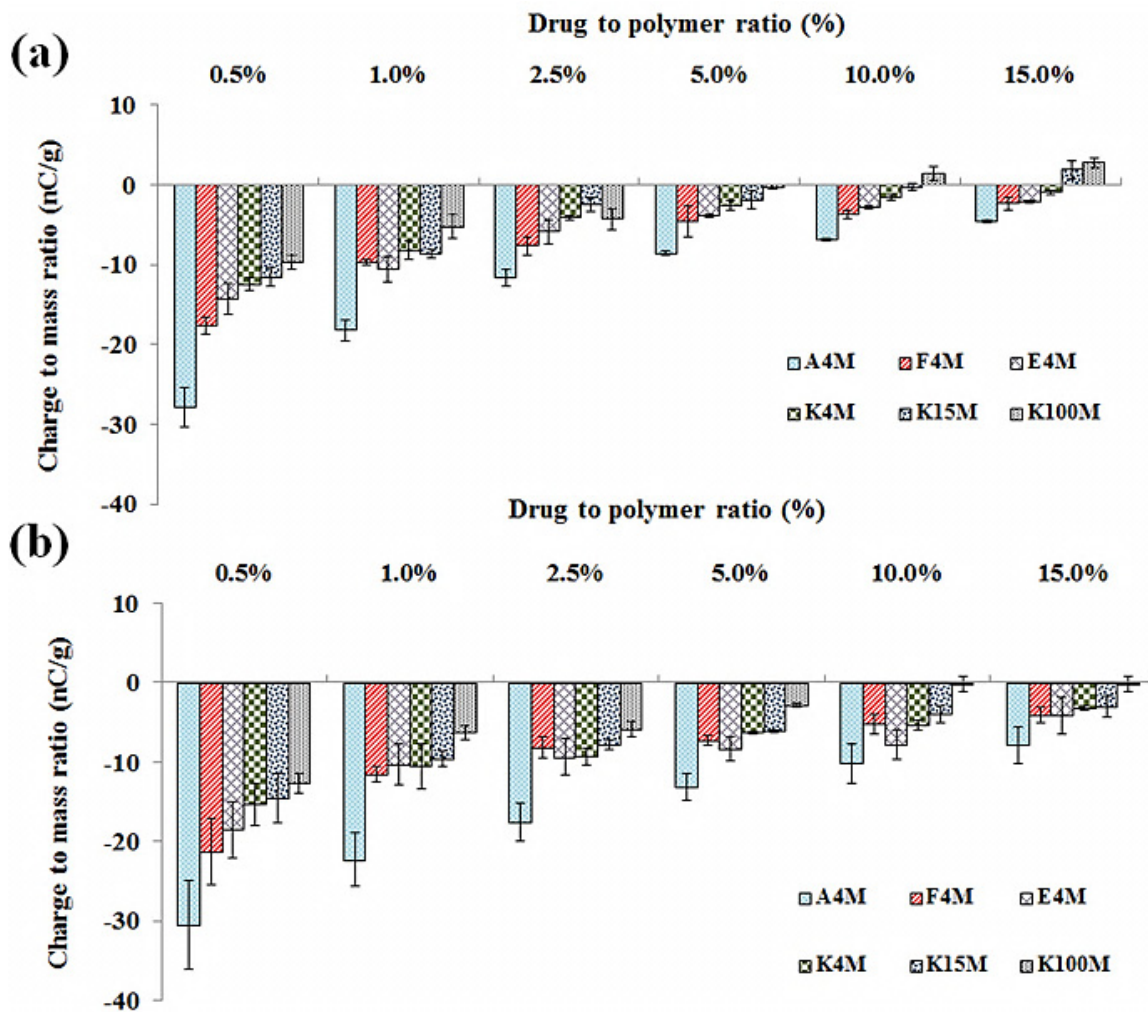 (a)
Drug to polymer ratio (%)
0.5% 1.0% 2.5% 5.0% 10.0% 15.0%
Charge to mass ratio (nC/g)
10
0
-10
-20
-30
-40
A4M F4M E4M
K4M K15M K100M
(b)
Drug to polymer ratio (%)
0.5% 1.0% 2.5% 5.0% 10.0% 15.0%
Charge to mass ratio (nC/g)
10
0
-10
-20
-30
-40
A4M F4M E4M
K4M K15M K100M